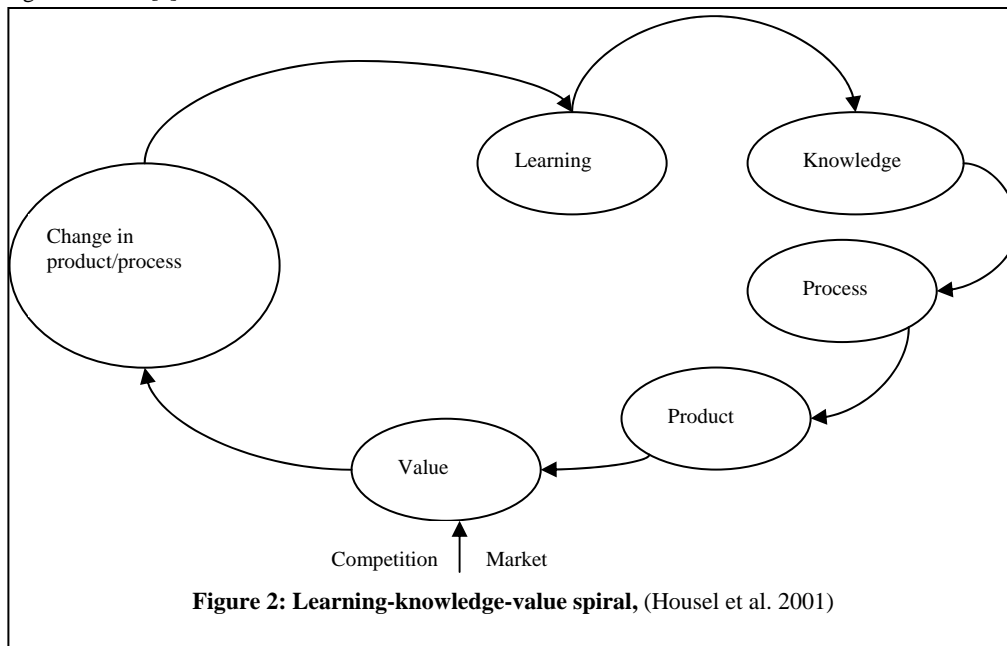 Learning
Knowledge
Change in
product/process
Process
Product
Value
Competition Market
Figure 2: Learning-knowledge-value spiral, (Housel et al. 2001)